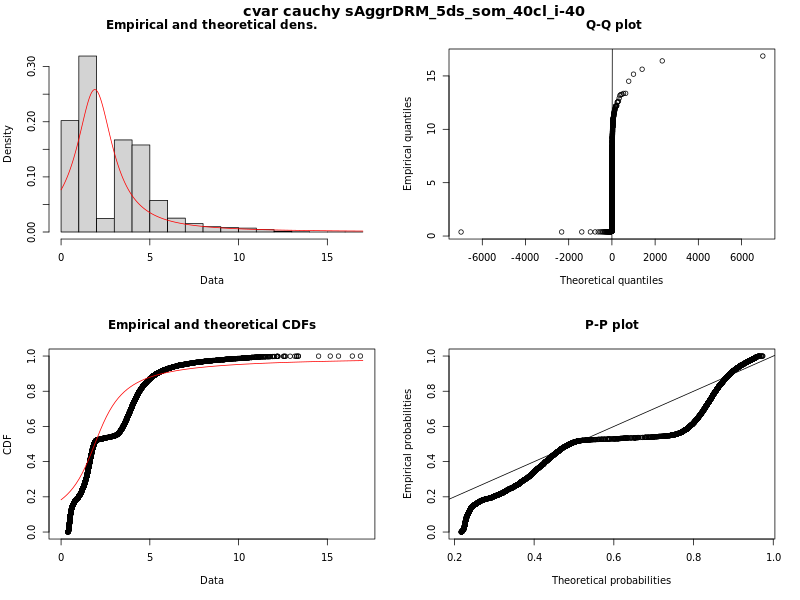 cvar cauchy sAggrDRM_5ds_som_40cl_i-40
Empirical and theoretical dens.
Density
0.00 0.10 0.20 0.30
0 5 10 15
Data
Q-Q plot
Empirical quantiles
0 5 10 15
-6000 -4000 -2000 0 2000 4000 6000
Theoretical quantiles
Empirical and theoretical CDFs
CDF
0.0 0.2 0.4 0.6 0.8 1.0
0 5 10 15
Data
P-P plot
Empirical probabilities
0.0 0.2 0.4 0.6 0.8 1.0
0.2 0.4 0.6 0.8 1.0
Theoretical probabilities